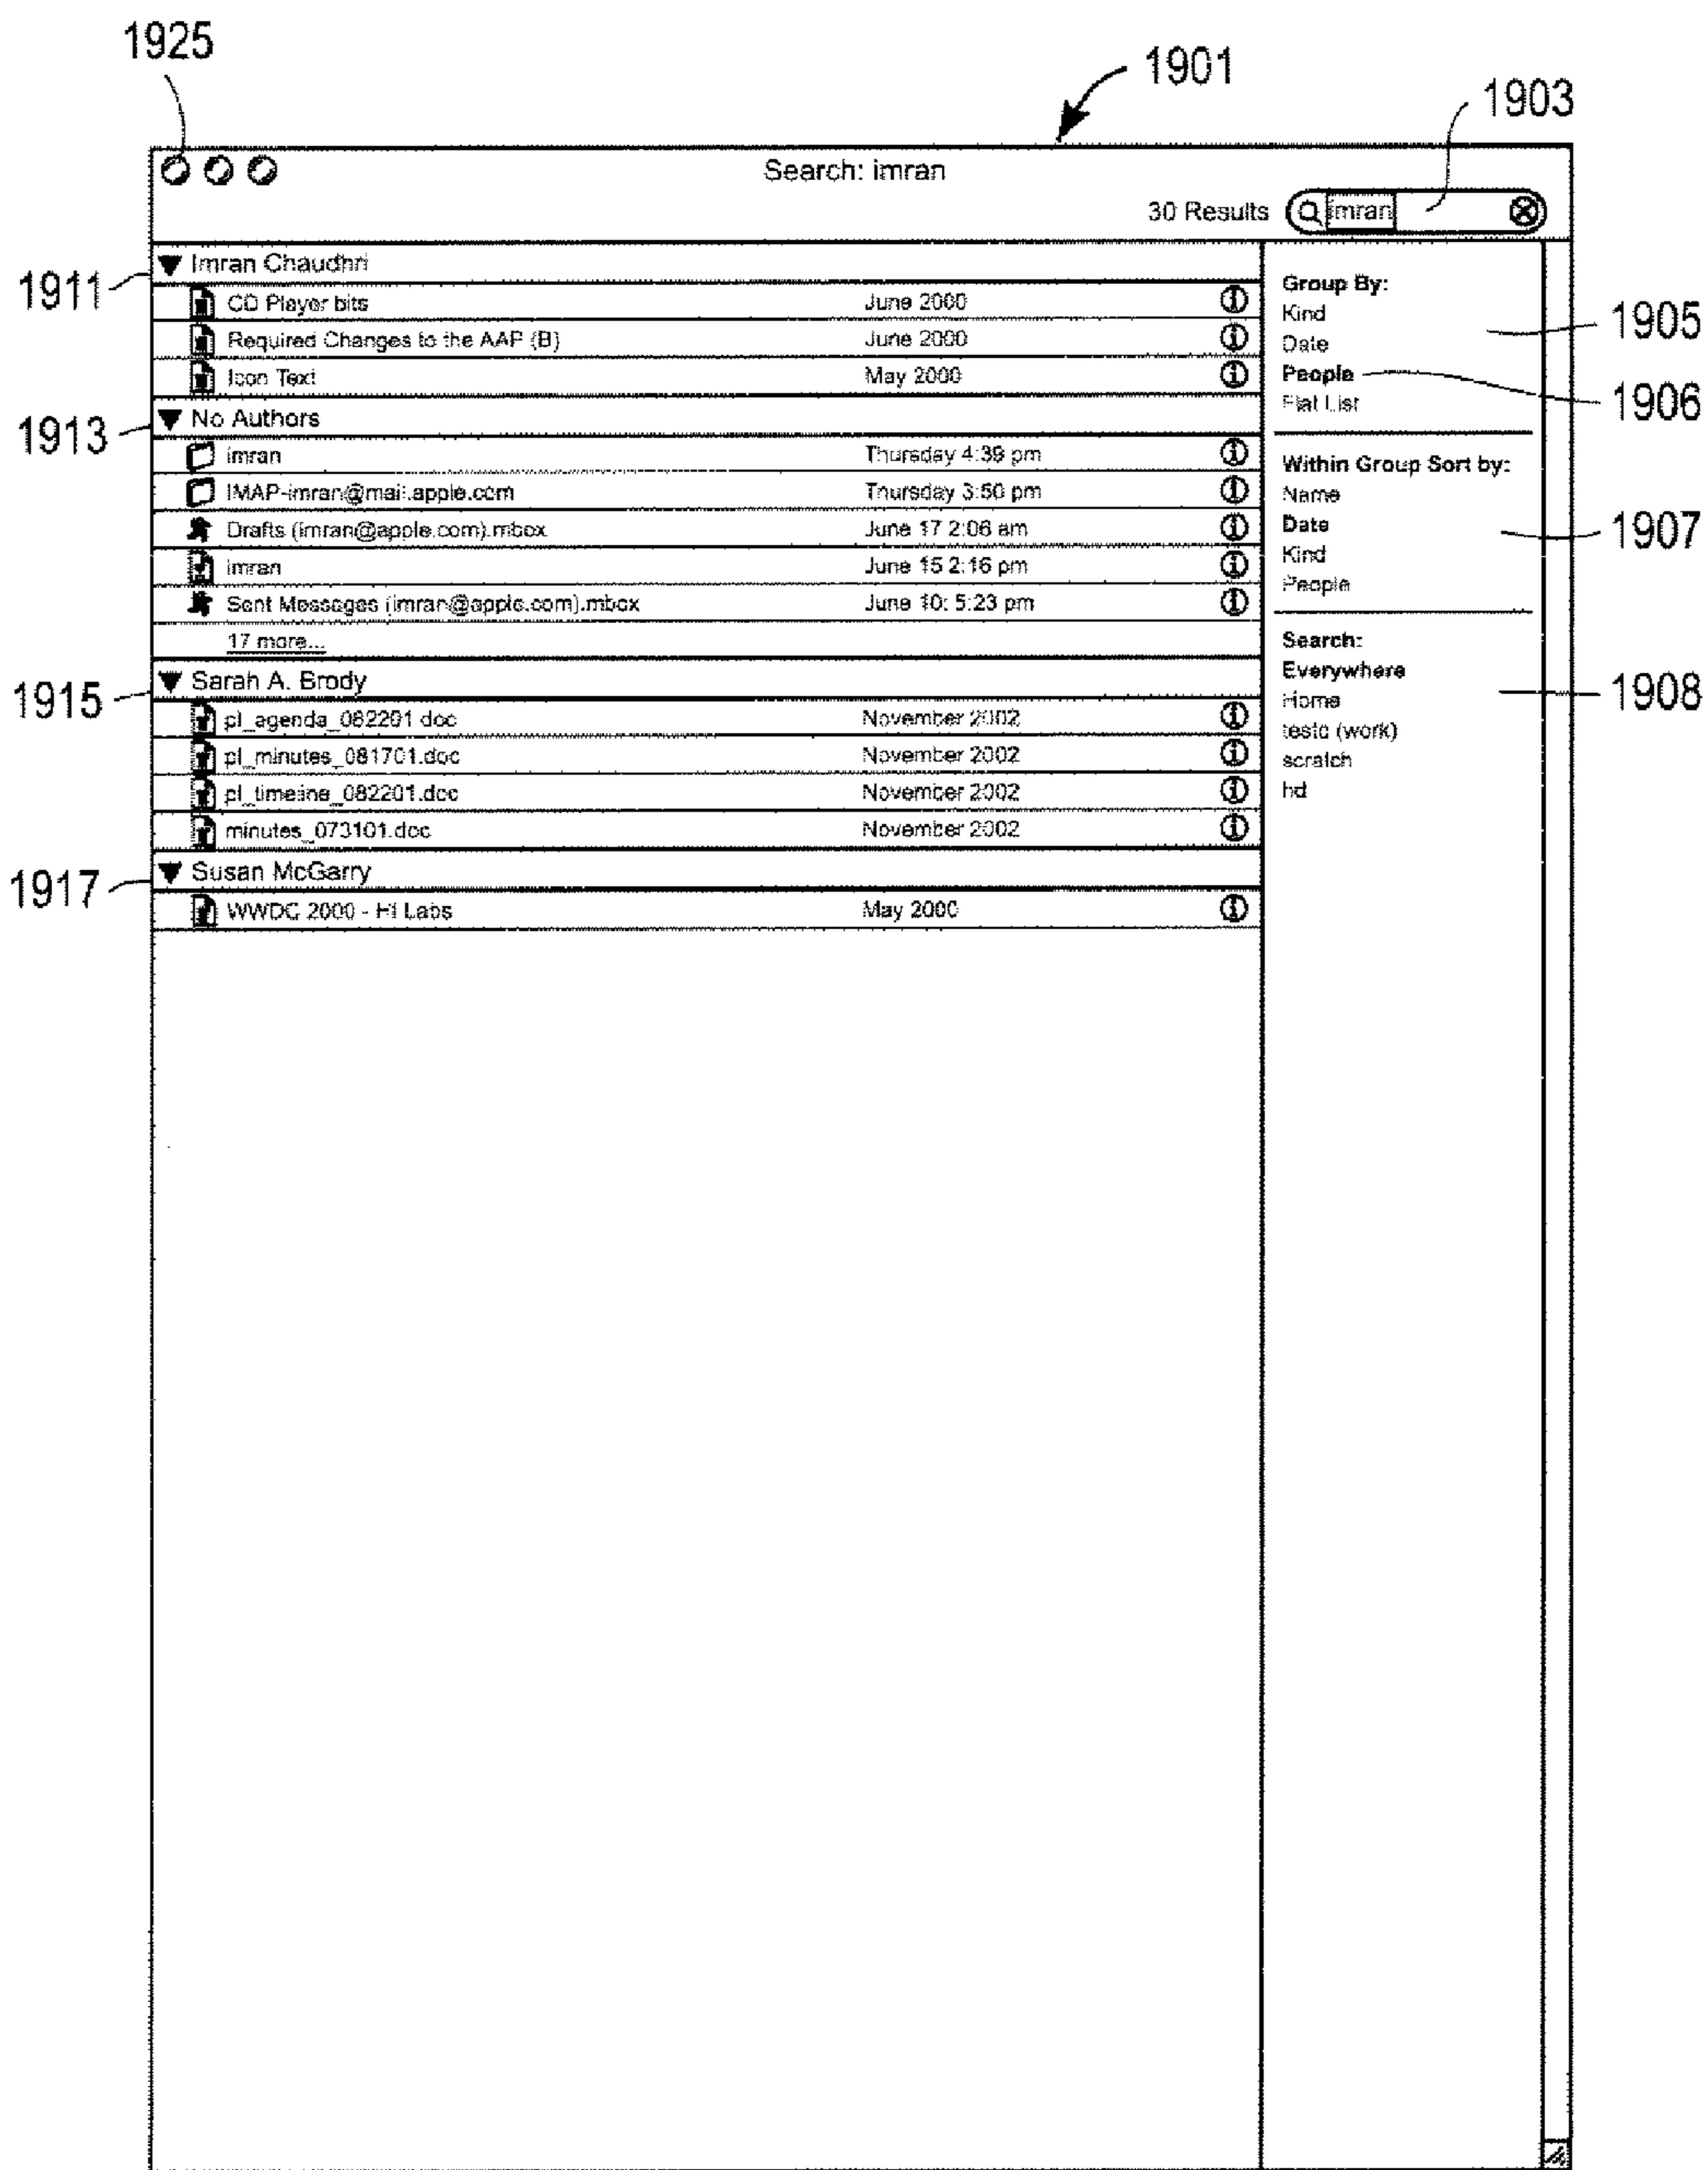 1925
1901
1903
Search: imran
30 Results imran
1911
Imran Chaudhri
CD Player bits June 2000
Required Changes to the AAP (B) June 2000
Icon Text May 2000
1913
No Authors
imran Thursday 4:39 pm
IMAP-imran@mail.apple.com Thursday 3:50 pm
Drafts (imran@apple.com).mbox June 17 2:06 am
imran June 15 2:16 pm
Sent Messages (imran@apple.com).mbox June 10: 5:23 pm
17 more...
1915
Sarah A. Brody
pl_agenda_082201.doc November 2002
pl_minutes_081701.doc November 2002
pl_timeline_082201.doc November 2002
minutes_073101.doc November 2002
1917
Susan McGarry
WWDC 2000 - HI Labs May 2000
Group By:
Kind
1905
Date
People
1906
Flat List
Within Group Sort by:
Name
Date
1907
Kind
People
Search:
Everywhere
Home
1908
(work)
scratch
hd